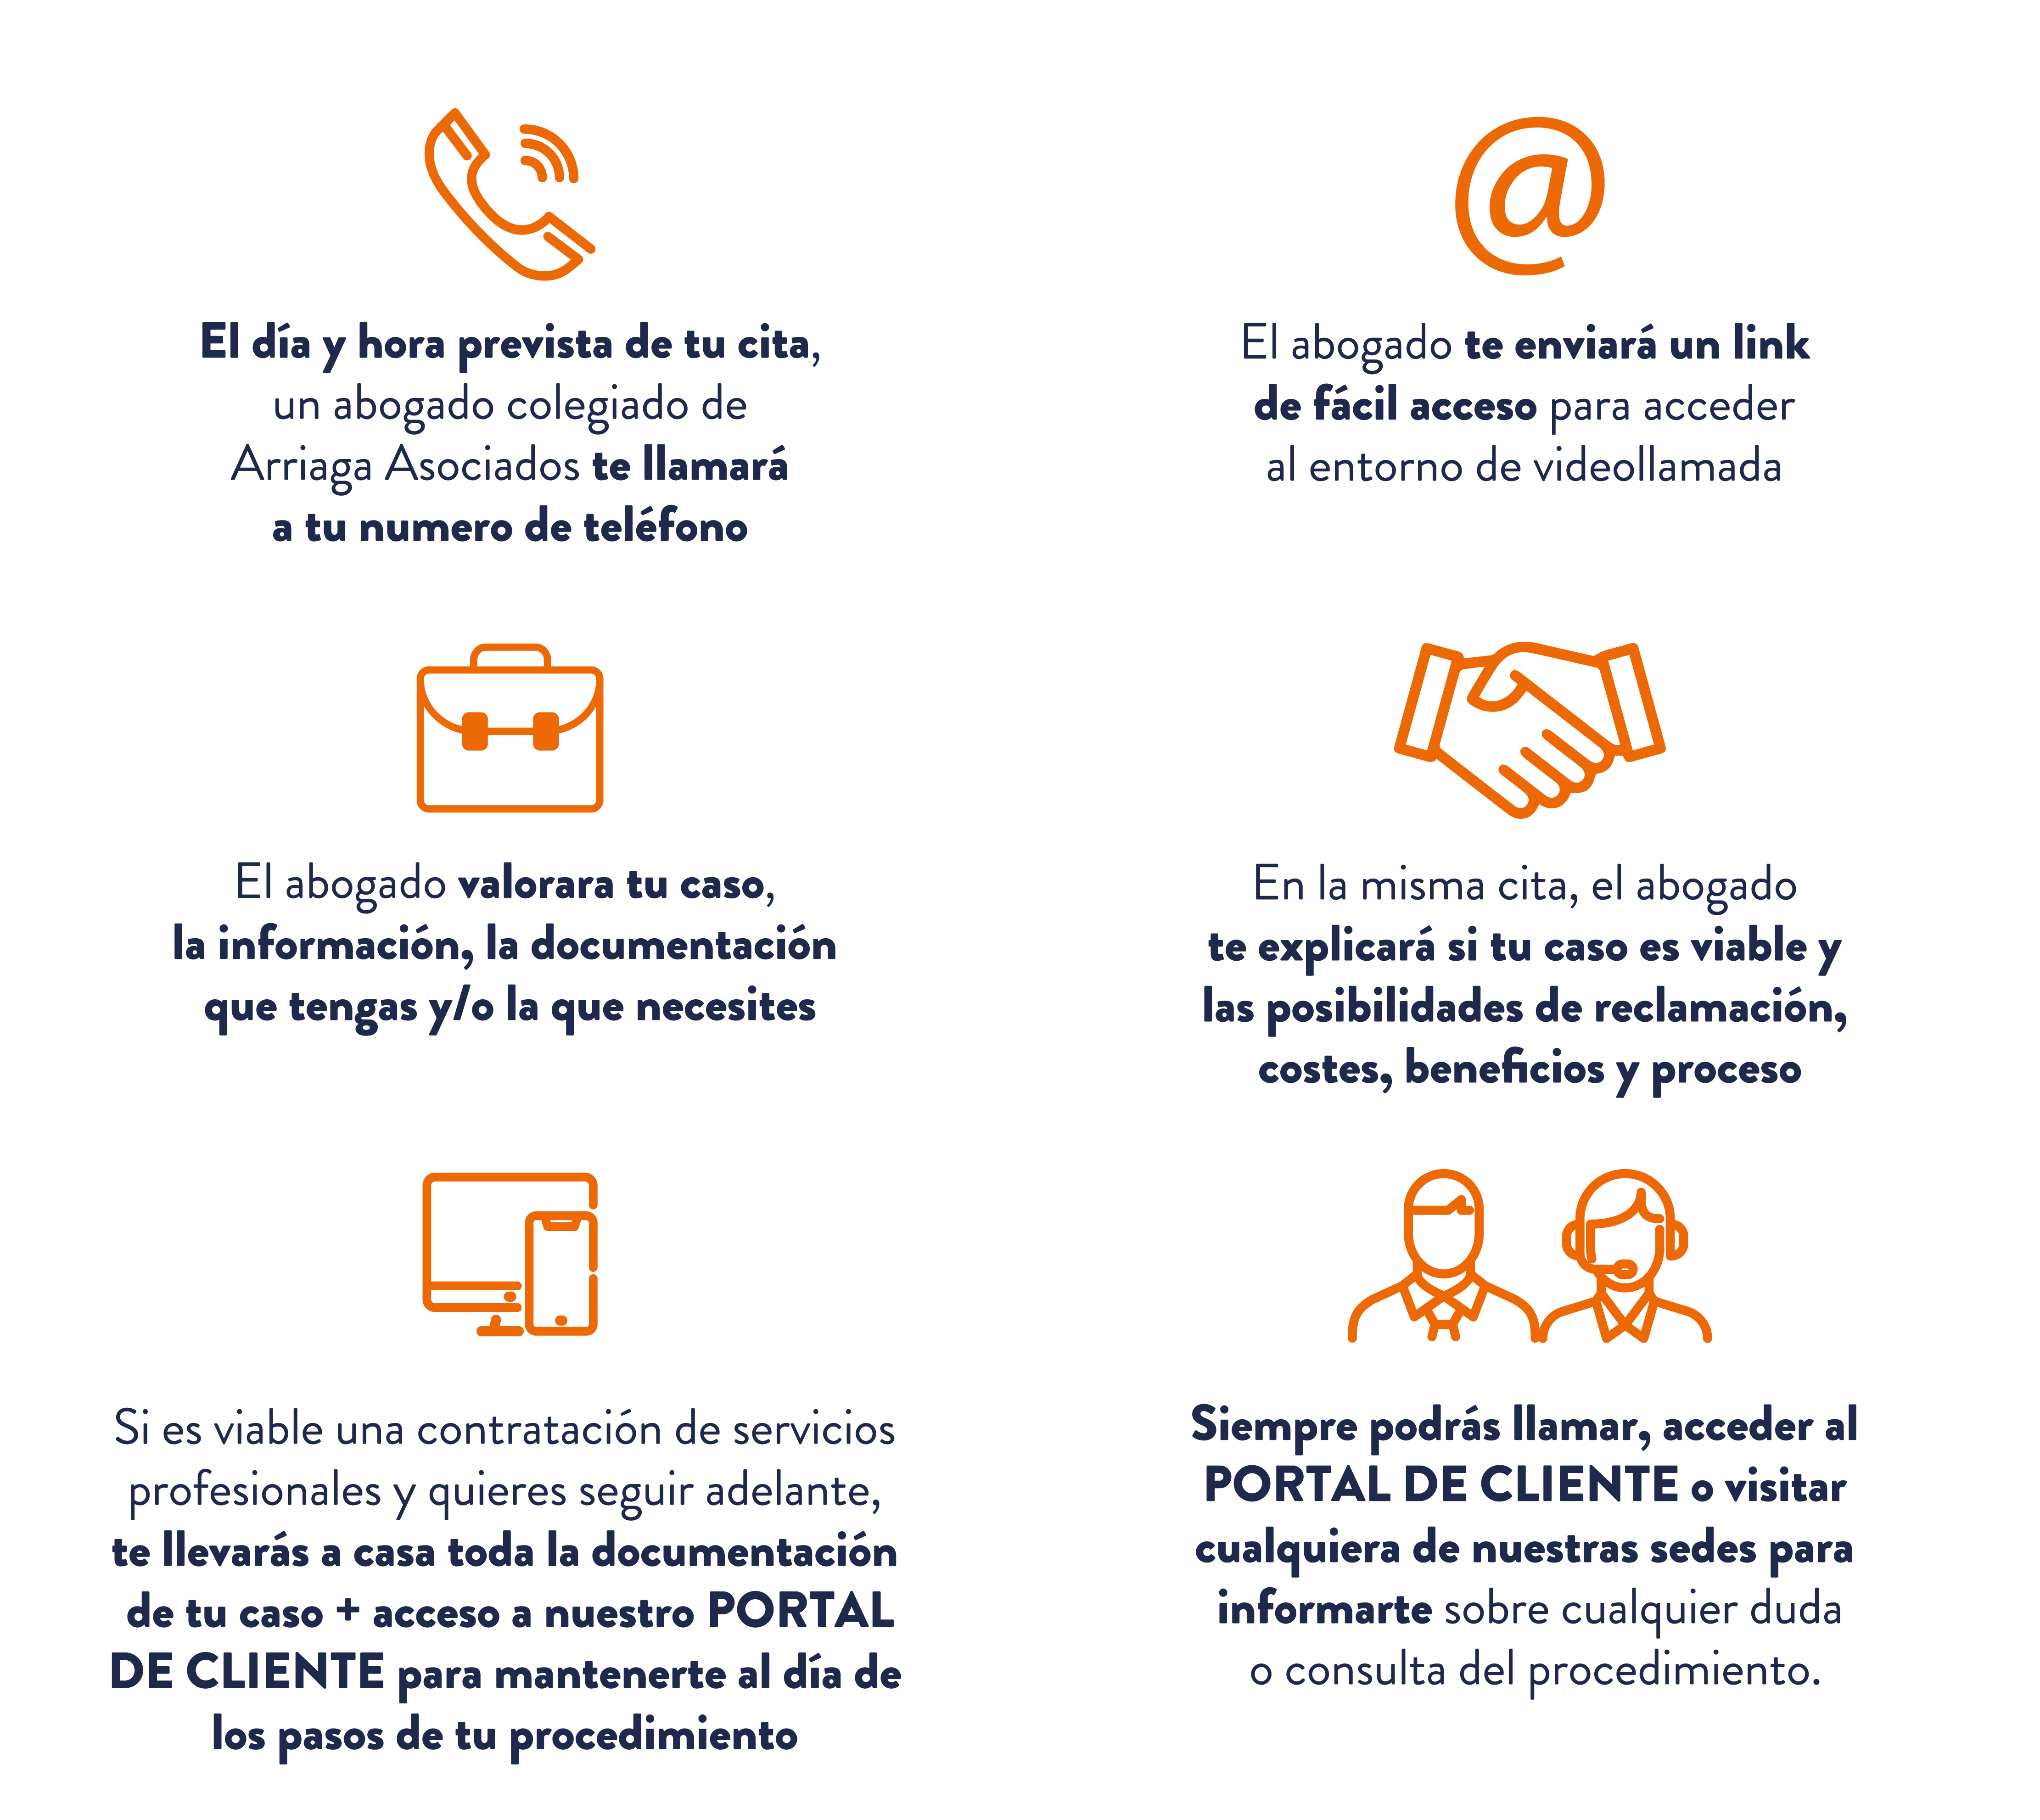 El día y hora prevista de tu cita,
un abogado colegiado de
Arriaga Asociados te llamará
a tu numero de teléfono
@
El abogado te enviará un link
de fácil acceso para acceder
al entorno de videollamada
El abogado valorara tu caso,
la información, la documentación
que tengas y/o la que necesites
En la misma cita, el abogado
te explicará si tu caso es viable y
las posibilidades de reclamación,
costes, beneficios y proceso
Si es viable una contratación de servicios
profesionales y quieres seguir adelante,
te llevarás a casa toda la documentación
de tu caso + acceso a nuestro PORTAL
DE CLIENTE para mantenerte al día de
los pasos de tu procedimiento
Siempre podrás llamar, acceder al
PORTAL DE CLIENTE o visitar
cualquiera de nuestras sedes para
informarte sobre cualquier duda
o consulta del procedimiento.